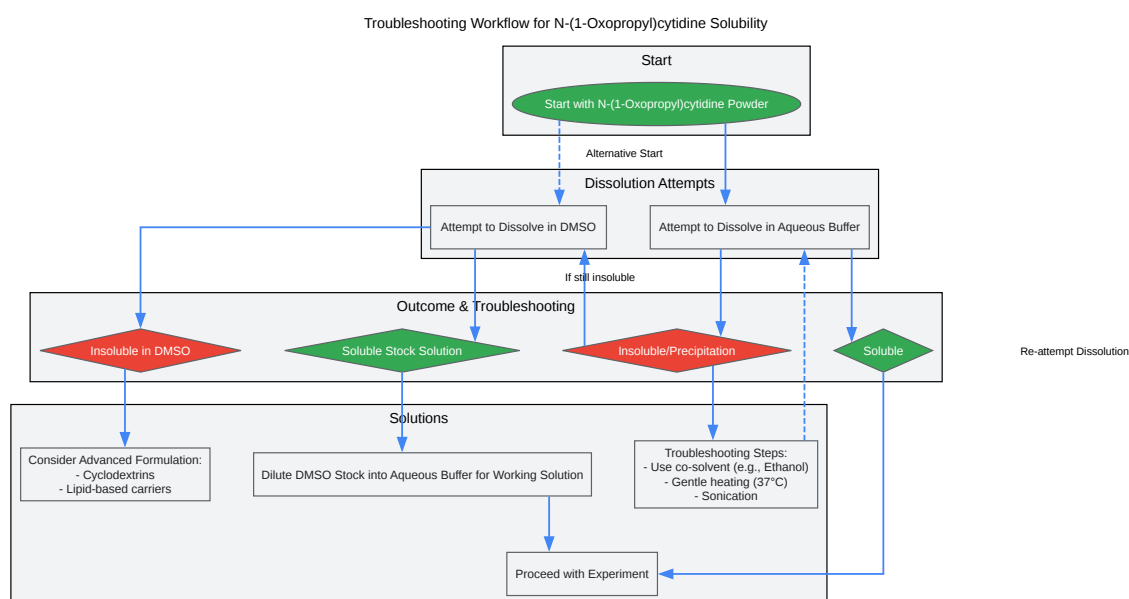 Troubleshooting Workflow for N-(1-Oxopropyl)cytidine Solubility
Start
Start with N-(1-Oxopropyl)cytidine Powder
Alternative Start
Dissolution Attempts
Attempt to Dissolve in DMSO
Attempt to Dissolve in Aqueous Buffer
If still insoluble
Outcome & Troubleshooting
Insoluble in DMSO
Soluble Stock Solution
Insoluble/Precipitation
Soluble
Re-attempt Dissolution
Solutions
Consider Advanced Formulation:
- Cyclodextrins
- Lipid-based carriers
Dilute DMSO Stock into Aqueous Buffer for Working Solution
Troubleshooting Steps:
- Use co-solvent (e.g., Ethanol)
- Gentle heating (37°C)
- Sonication
Proceed with Experiment